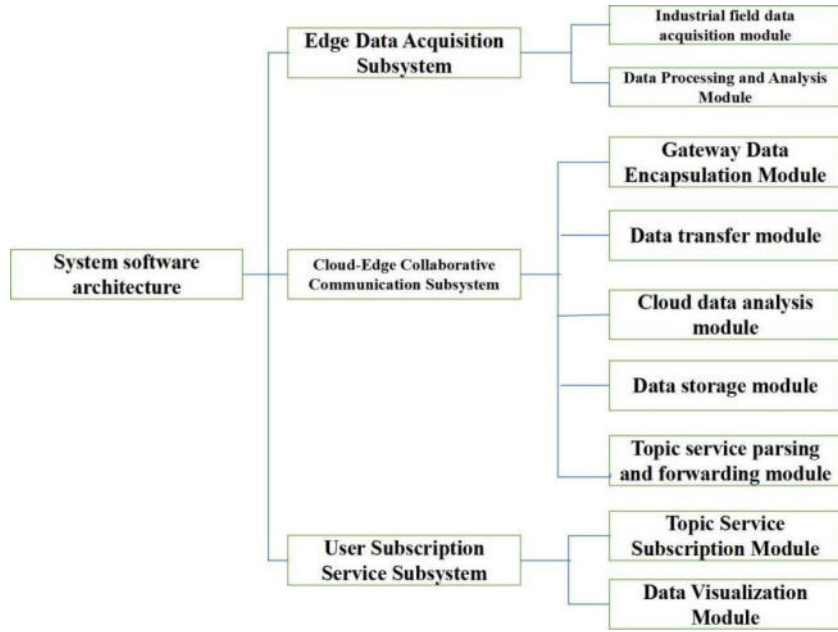 System software
architecture
Edge Data Acquisition
Subsystem
Industrial field data
acquisition module
Data Processing and Analysis
Module
Cloud-Edge Collaborative
Communication Subsystem
Gateway Data
Encapsulation Module
Data transfer module
Cloud data analysis
module
Data storage module
Topic service parsing
and forwarding module
User Subscription
Service Subsystem
Topic Service
Subscription Module
Data Visualization
Module